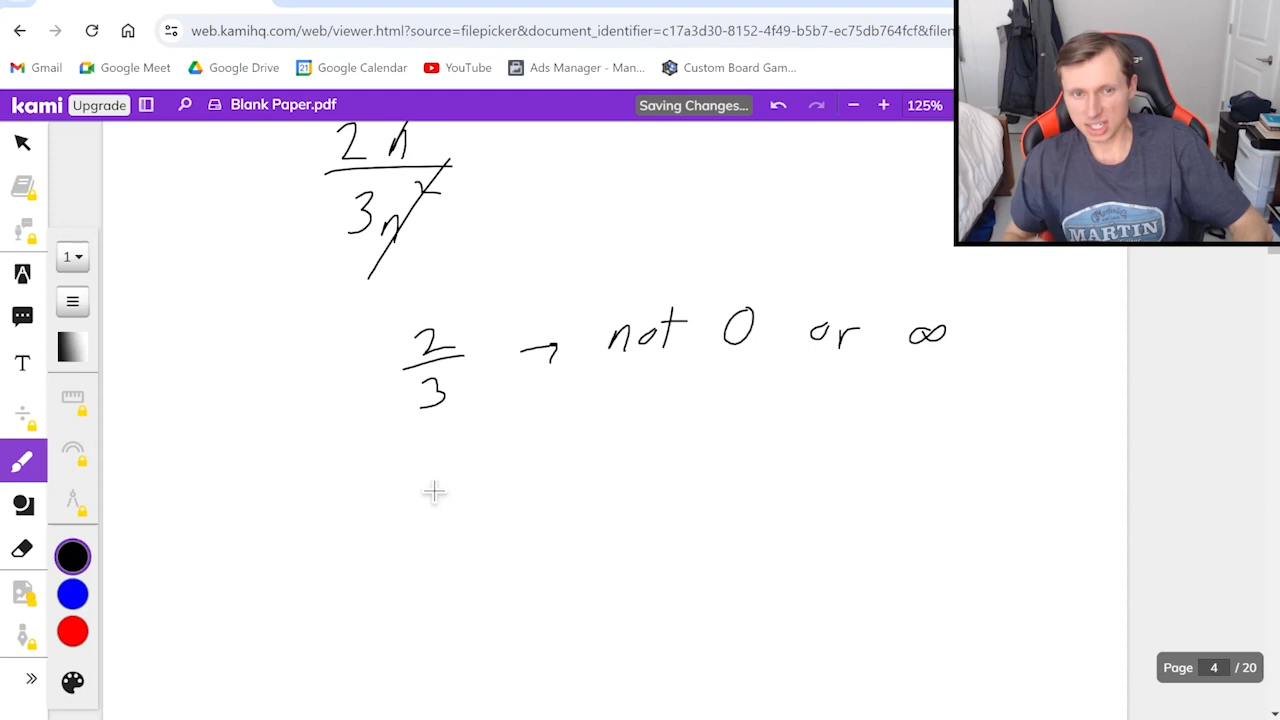 web.kamihq.com/web/viewer.html?source=filepicker&document_identifier=c17a3d30-8152-4f49-b5b7-ec75db764fcf&filen
Gmail Google Meet Google Drive 21 Google Calendar YouTube Ads Manager - Man... Custom Board Gam...
kami Upgrade Blank Paper.pdf Saving Changes... 125%
2n
3n²
2
3
→ not 0 or ∞
1
T
Page 4 / 20
MARTIN